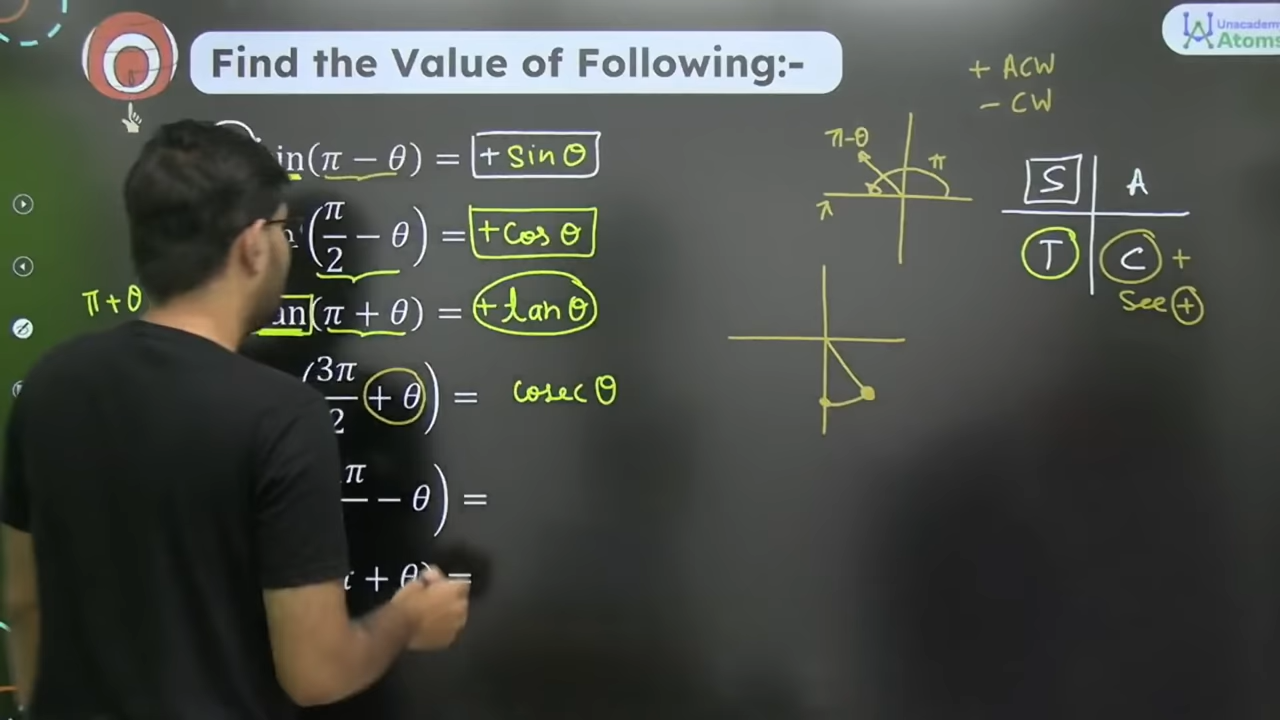 Find the Value of Following:-
Unacademy
Atoms
+ ACW
- CW
in(π − θ) = + sin θ
(π/2 − θ) = + cos θ
π + θ
an(π + θ) = + tan θ
(3π/2 + θ) = cosec θ
π − θ) =
+ θ) =
π-θ
π
S A
T C +
See +